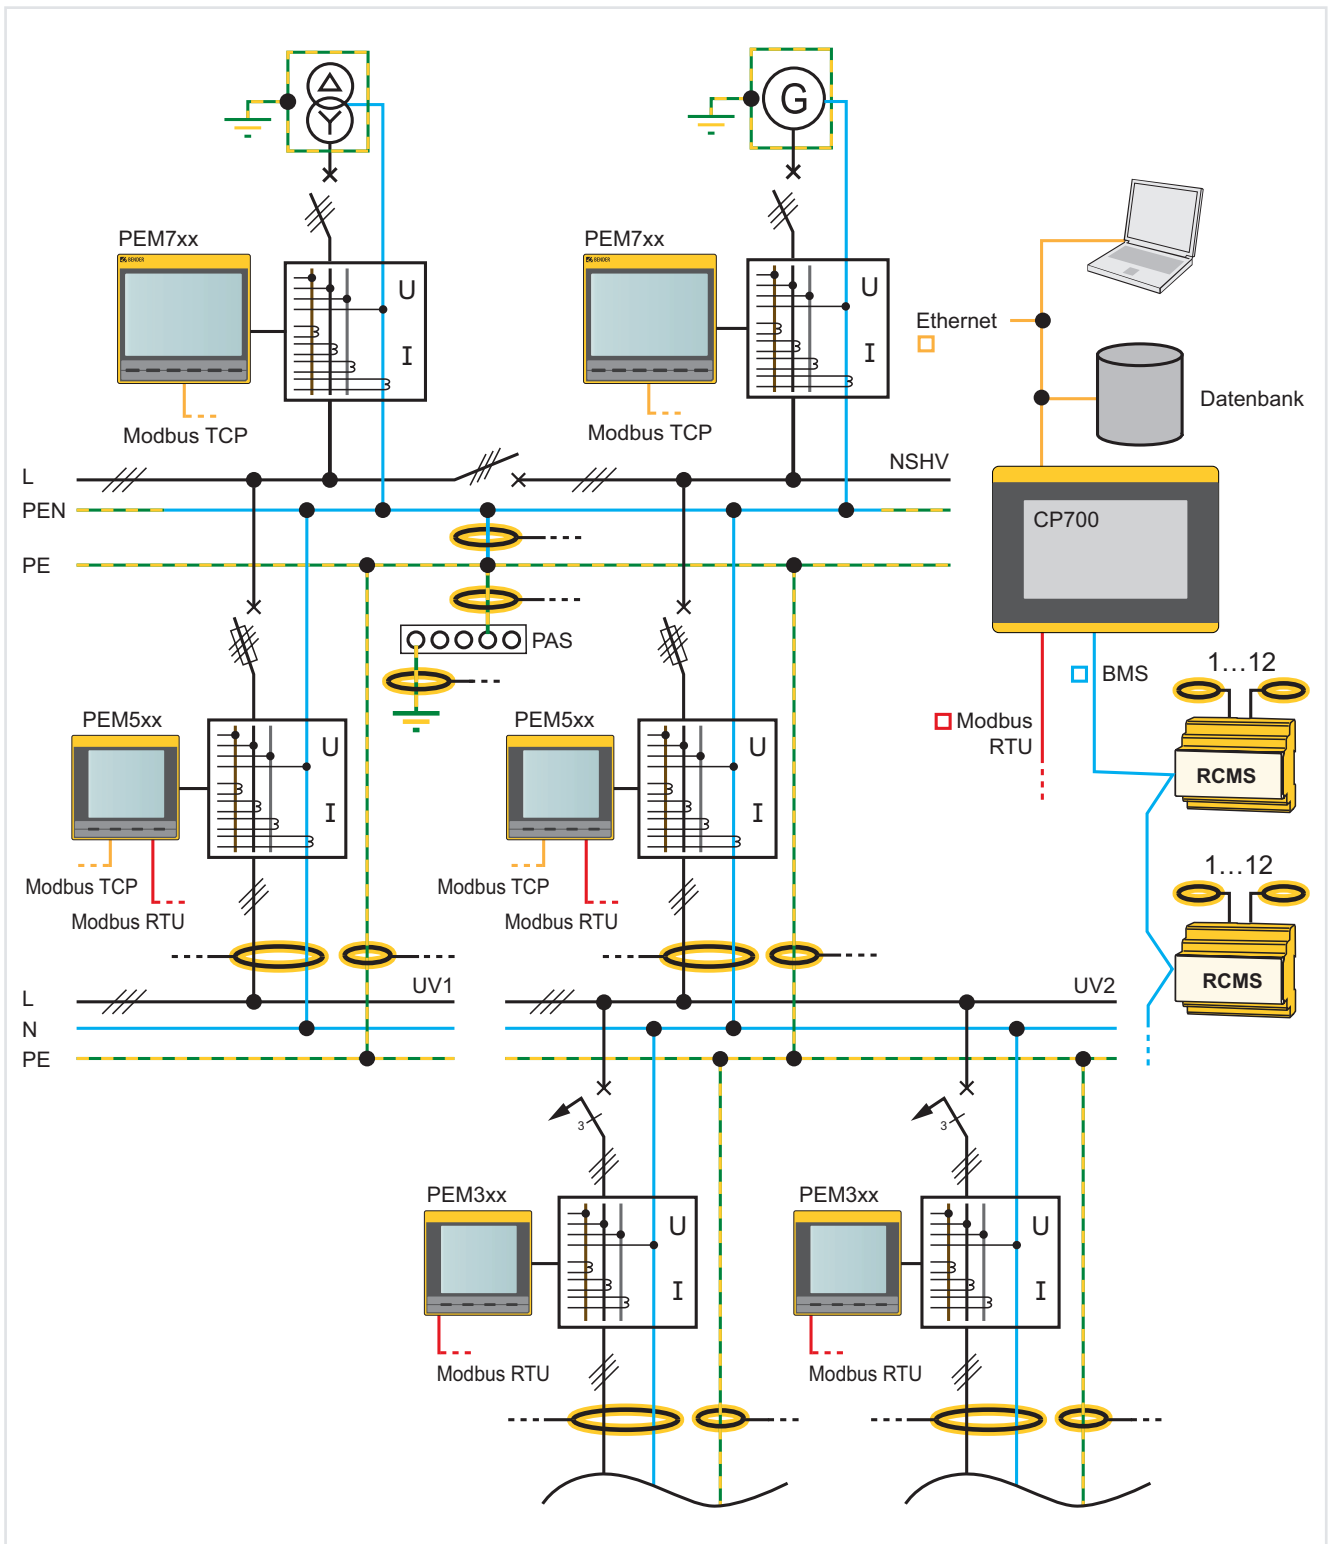 G
PEM7xx
BENDER
U
I
Modbus TCP
PEM7xx
BENDER
U
I
Modbus TCP
Ethernet
Datenbank
L
NSHV
PEN
PE
CP700
PAS
BMS
Modbus
RTU
1...12
RCMS
1...12
RCMS
PEM5xx
U
I
Modbus TCP
Modbus RTU
PEM5xx
U
I
Modbus TCP
Modbus RTU
L
UV1
UV2
N
PE
3
3
PEM3xx
U
I
Modbus RTU
PEM3xx
U
I
Modbus RTU